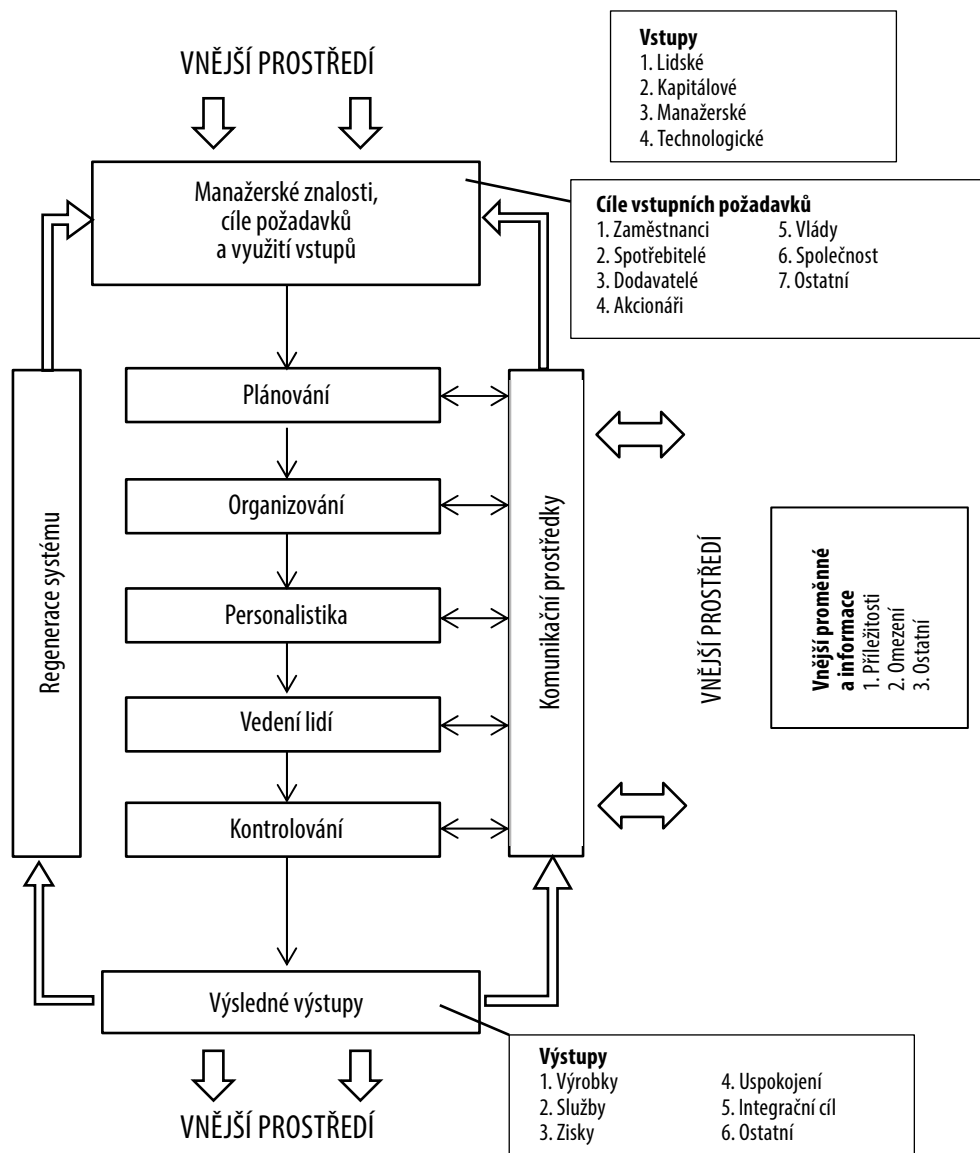 VNĚJŠÍ PROSTŘEDÍ
Vstupy
1. Lidské
2. Kapitálové
3. Manažerské
4. Technologické
Manažerské znalosti,
cíle požadavků
a využití vstupů
Cíle vstupních požadavků
1. Zaměstnanci
2. Spotřebitelé
3. Dodavatelé
4. Akcionáři
5. Vlády
6. Společnost
7. Ostatní
Regenerace systému
Plánování
Organizování
Personalistika
Vedení lidí
Kontrolování
Komunikační prostředky
VNĚJŠÍ PROSTŘEDÍ
Vnější proměnné
a informace
1. Příležitosti
2. Omezení
3. Ostatní
Výsledné výstupy
Výstupy
1. Výrobky
2. Služby
3. Zisky
4. Uspokojení
5. Integrační cíl
6. Ostatní
VNĚJŠÍ PROSTŘEDÍ